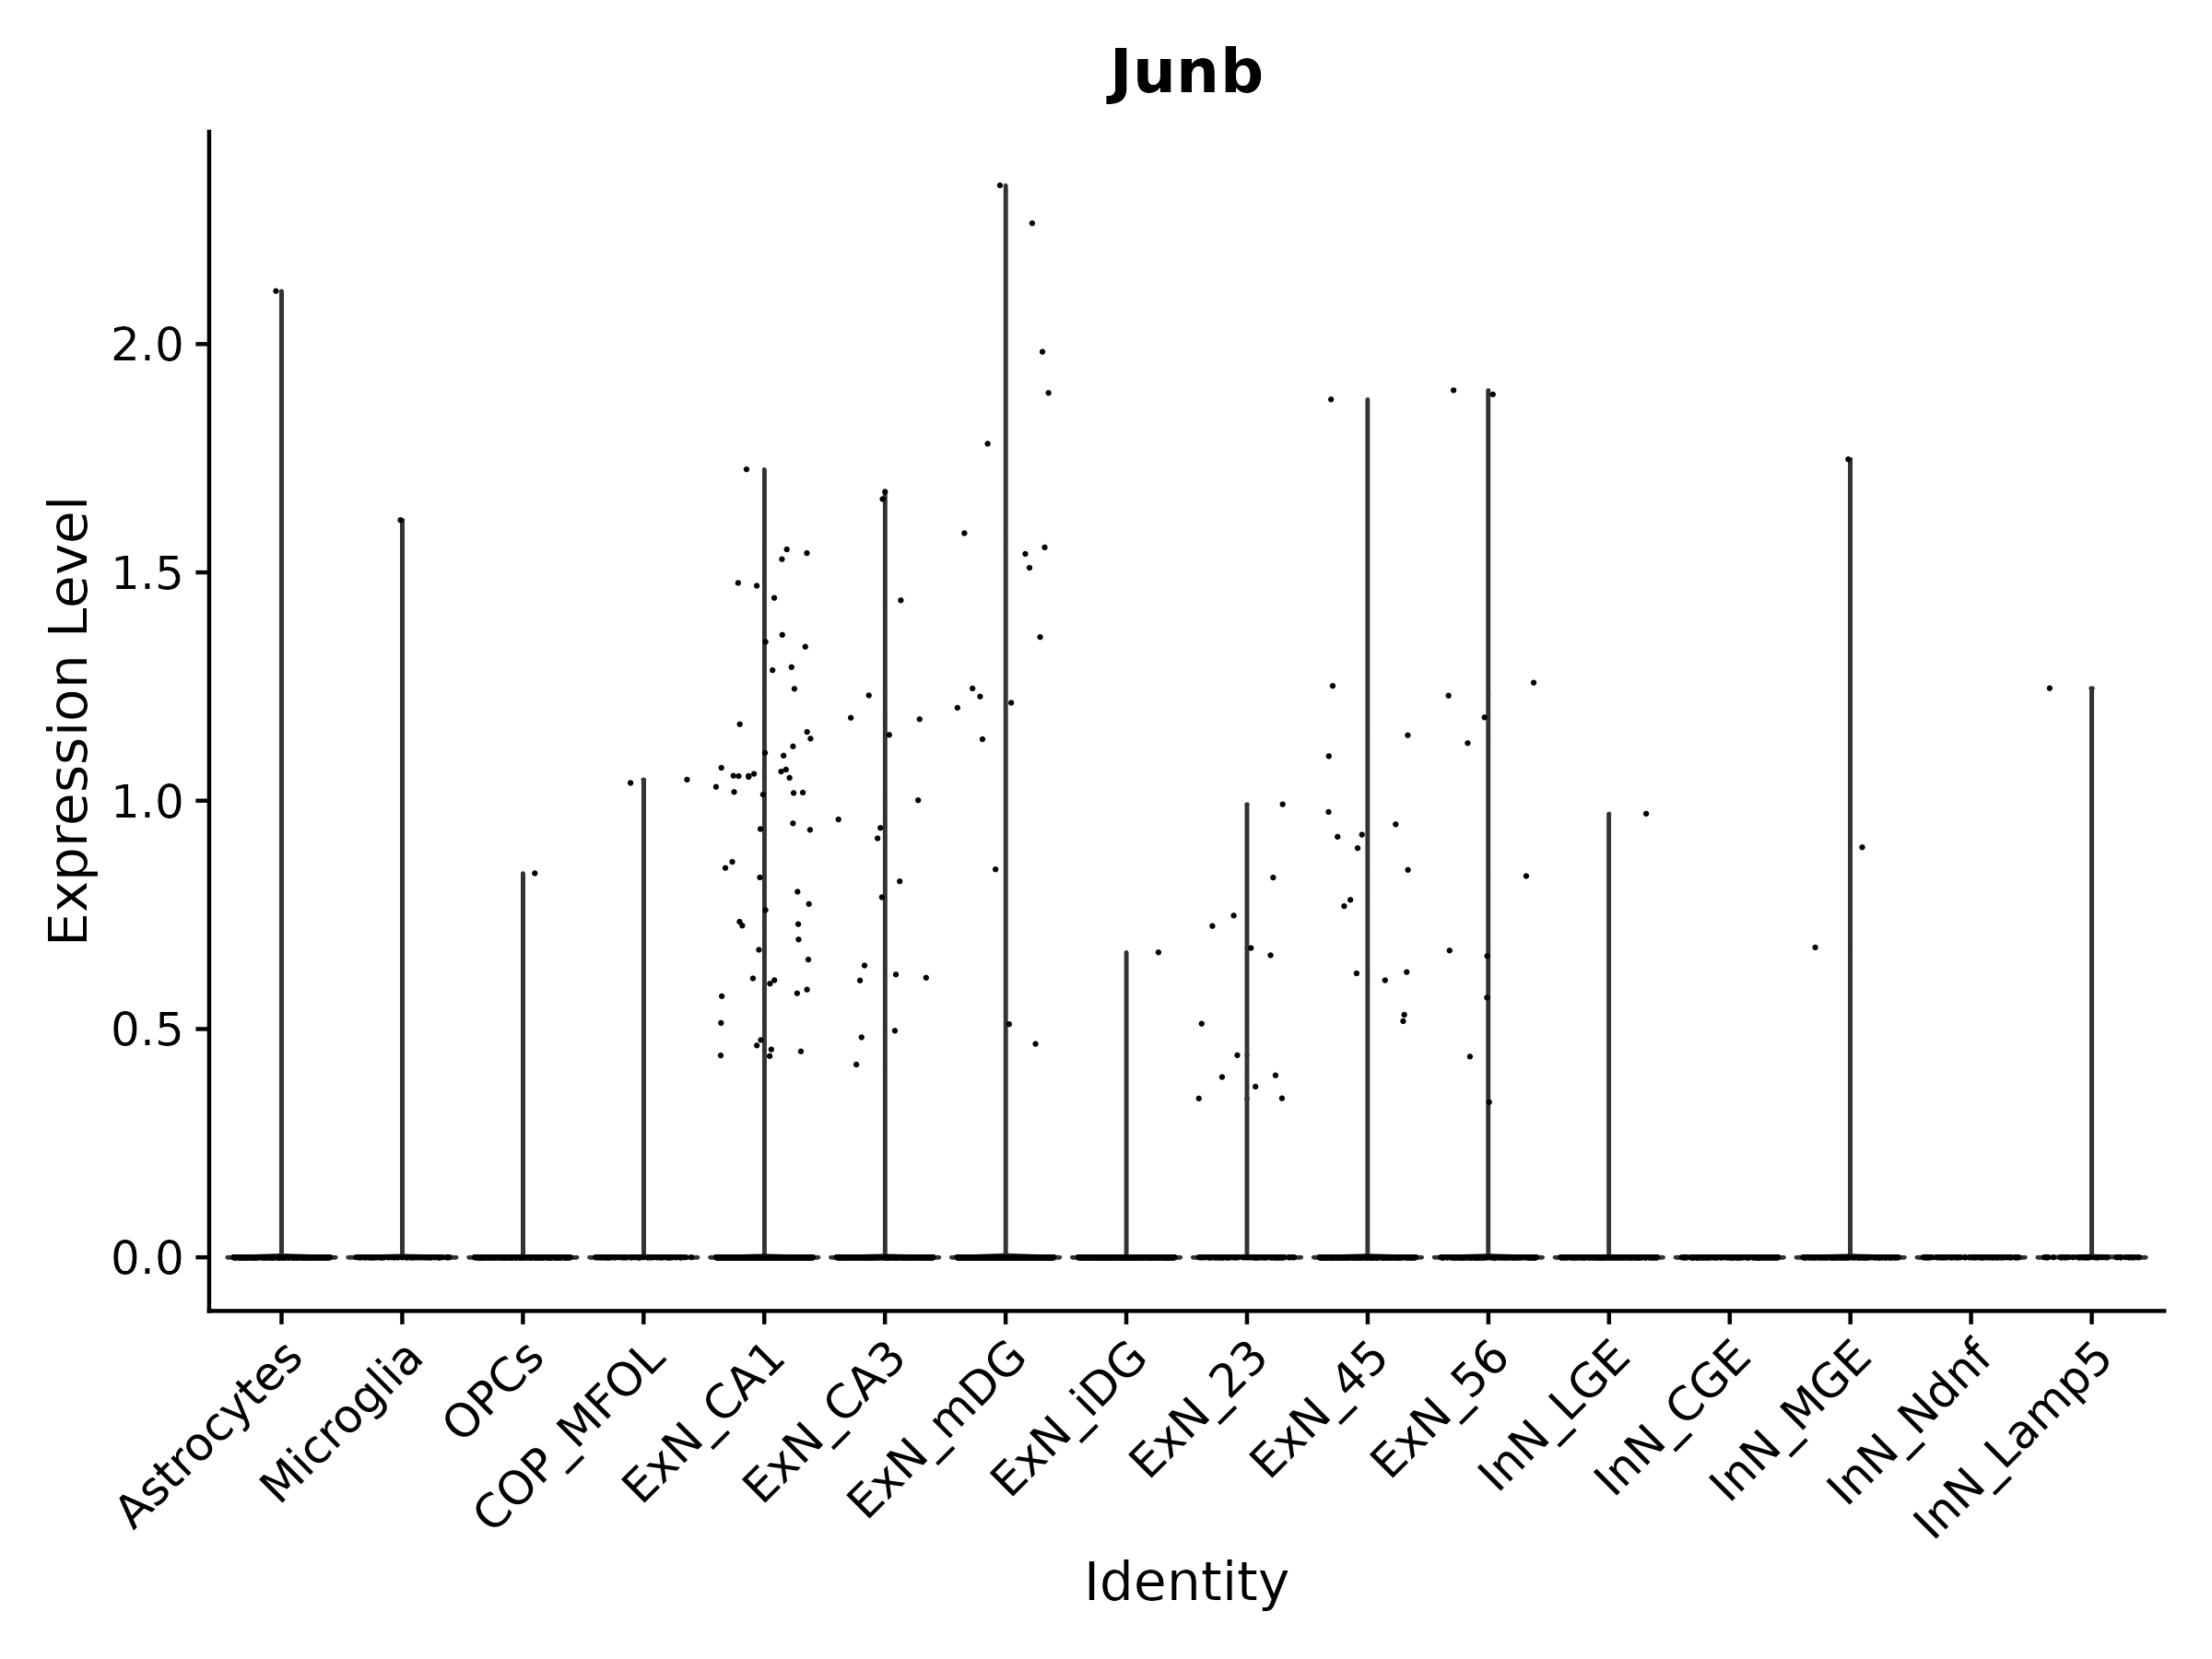 Junb
Expression Level
2.0
1.5
1.0
0.5
0.0
Astrocytes
Microglia
OPCs
COP_MFOL
ExN_CA1
ExN_CA3
ExN_mDG
ExN_iDG
ExN_23
ExN_45
ExN_56
InN_LGE
InN_CGE
InN_MGE
InN_Ndnf
InN_Lamp5
Identity